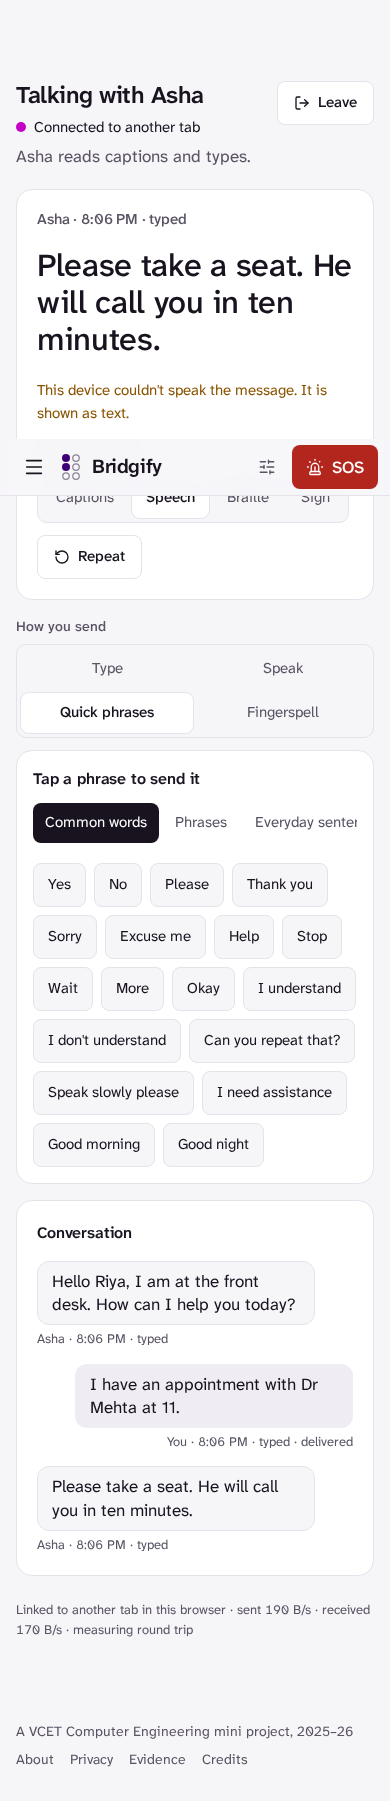 Talking with Asha
Leave
Connected to another tab
Asha reads captions and types.
Asha · 8:06 PM · typed
Please take a seat. He
will call you in ten
minutes.
This device couldn't speak the message. It is
shown as text.
Bridgify
SOS
Captions Speech Braille Sign
Repeat
How you send
Type Speak
Quick phrases Fingerspell
Tap a phrase to send it
Common words Phrases Everyday senten
Yes No Please Thank you
Sorry Excuse me Help Stop
Wait More Okay I understand
I don't understand Can you repeat that?
Speak slowly please I need assistance
Good morning Good night
Conversation
Hello Riya, I am at the front
desk. How can I help you today?
Asha · 8:06 PM · typed
I have an appointment with Dr
Mehta at 11.
You · 8:06 PM · typed · delivered
Please take a seat. He will call
you in ten minutes.
Asha · 8:06 PM · typed
Linked to another tab in this browser · sent 190 B/s · received
170 B/s · measuring round trip
A VCET Computer Engineering mini project, 2025–26
About Privacy Evidence Credits